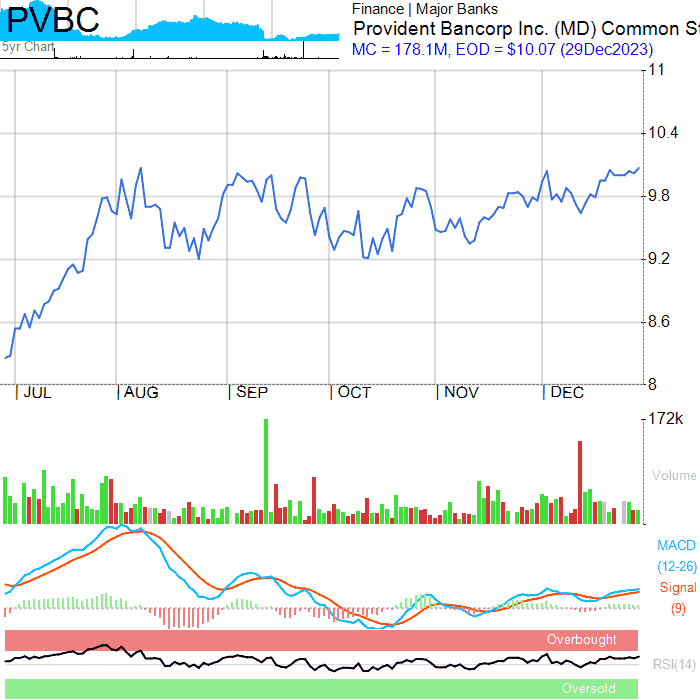 PVBC
5yr Chart
Finance | Major Banks
Provident Bancorp Inc. (MD) Common St
MC = 178.1M, EOD = $10.07 (29Dec2023)
11
10.4
9.8
9.2
8.6
8
JUL AUG SEP OCT NOV DEC
172k
Volume
MACD
(12-26)
Signal
(9)
Overbought
RSI(14)
Oversold